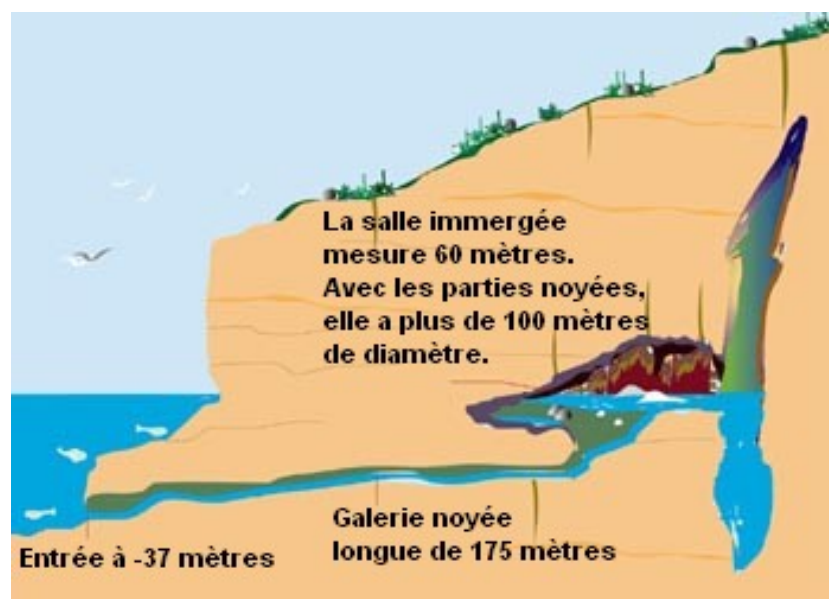 La salle immergée
mesure 60 mètres.
Avec les parties noyées,
elle a plus de 100 mètres
de diamètre.
Galerie noyée
longue de 175 mètres
Entrée à -37 mètres